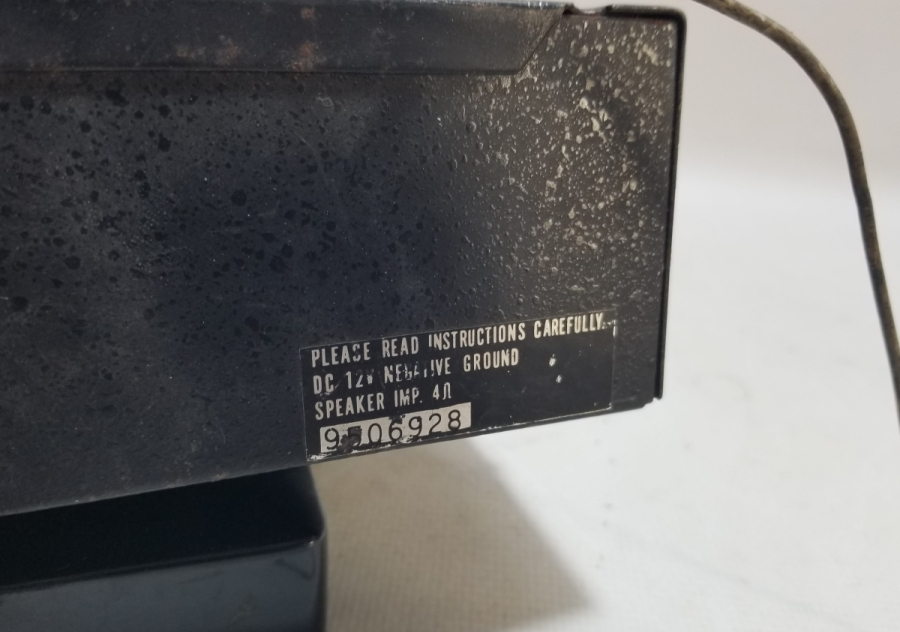 PLEASE READ INSTRUCTIONS CAREFULLY.
DC 12V NEGATIVE GROUND
SPEAKER IMP. 4Ω